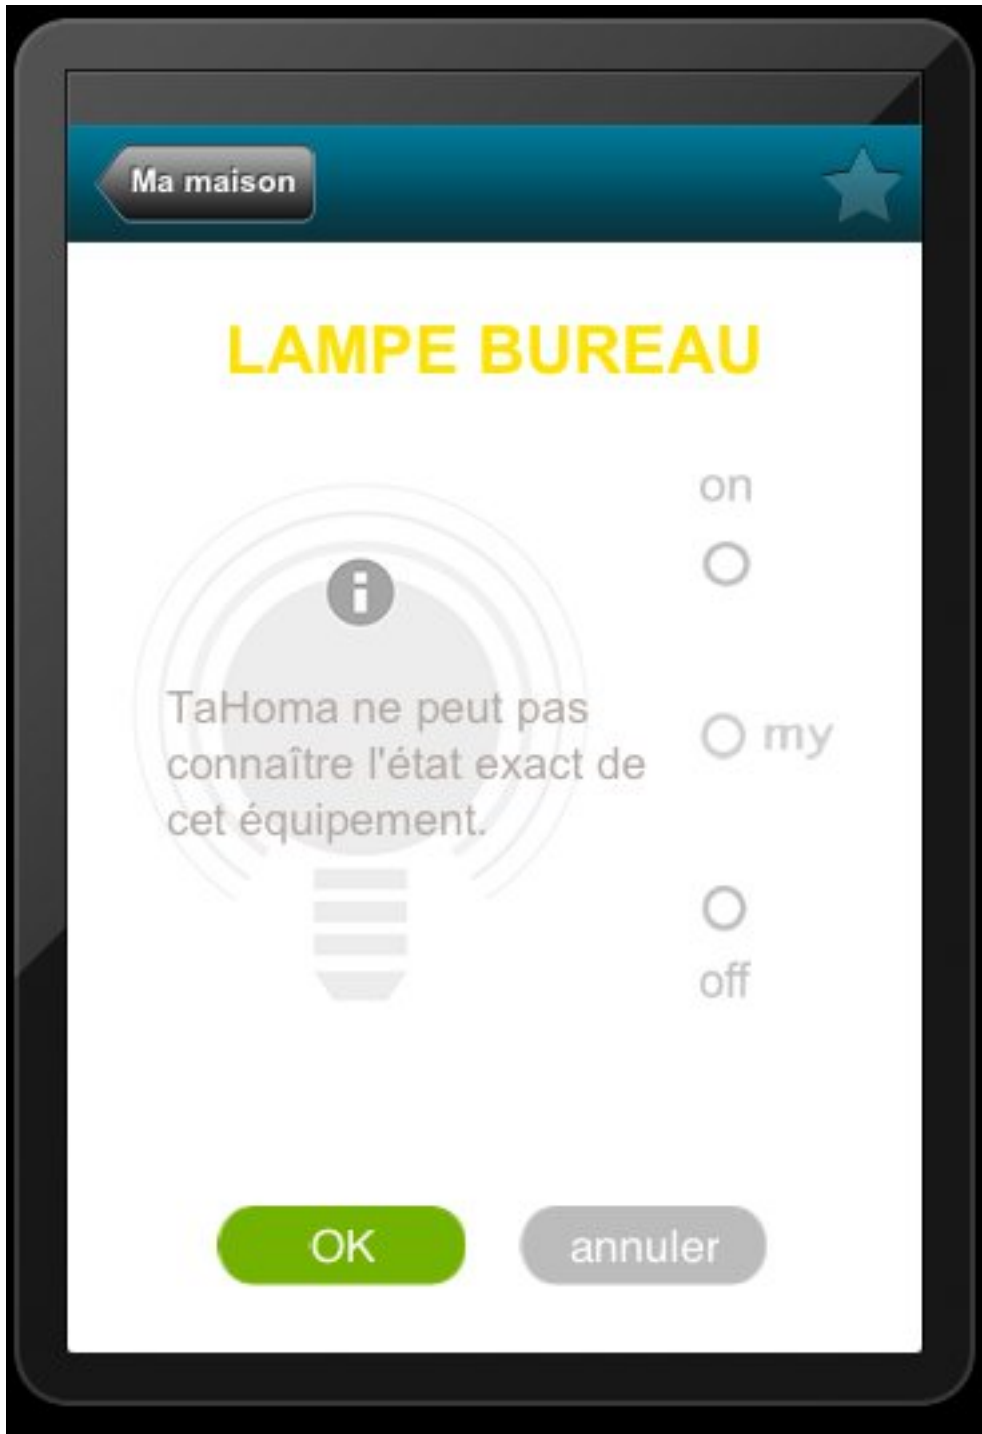 Ma maison
LAMPE BUREAU
on
TaHoma ne peut pas
connaître l'état exact de
cet équipement.
my
off
OK
annuler